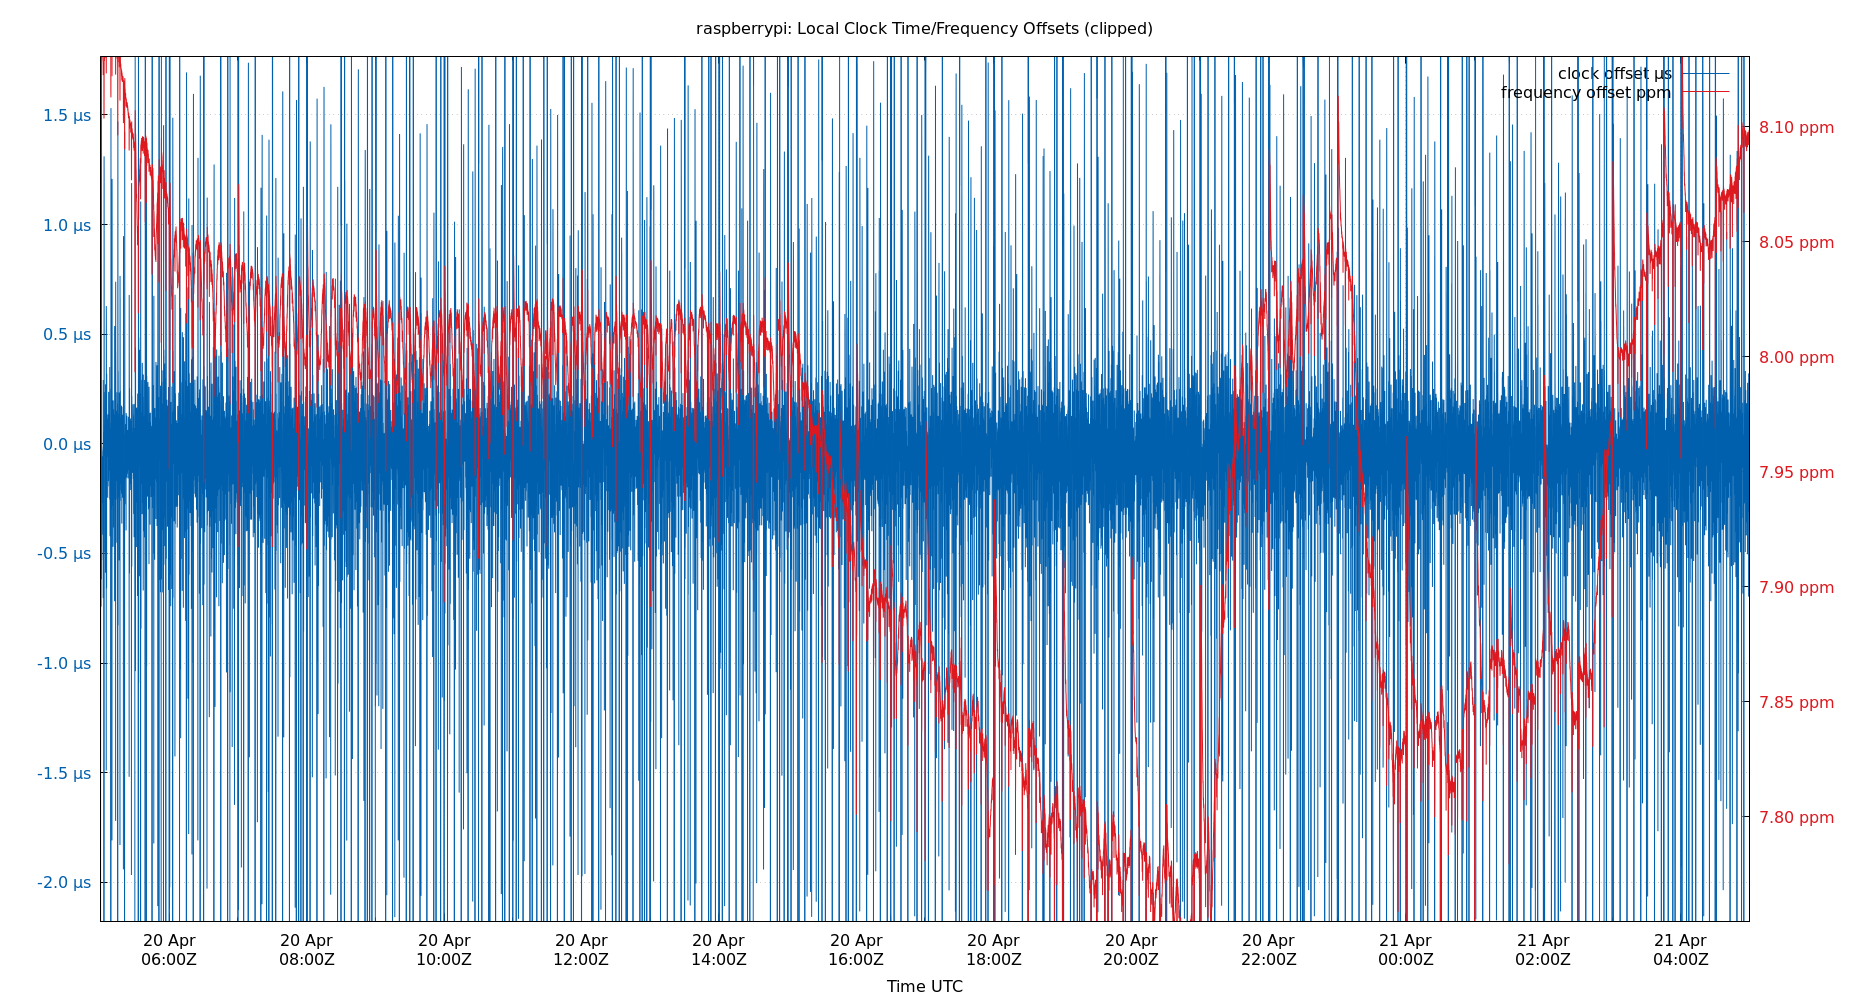 raspberrypi: Local Clock Time/Frequency Offsets (clipped)
clock offset µs
frequency offset ppm
1.5 µs
1.0 µs
0.5 µs
0.0 µs
-0.5 µs
-1.0 µs
-1.5 µs
-2.0 µs
8.10 ppm
8.05 ppm
8.00 ppm
7.95 ppm
7.90 ppm
7.85 ppm
7.80 ppm
20 Apr
06:00Z
20 Apr
08:00Z
20 Apr
10:00Z
20 Apr
12:00Z
20 Apr
14:00Z
20 Apr
16:00Z
20 Apr
18:00Z
20 Apr
20:00Z
20 Apr
22:00Z
21 Apr
00:00Z
21 Apr
02:00Z
21 Apr
04:00Z
Time UTC